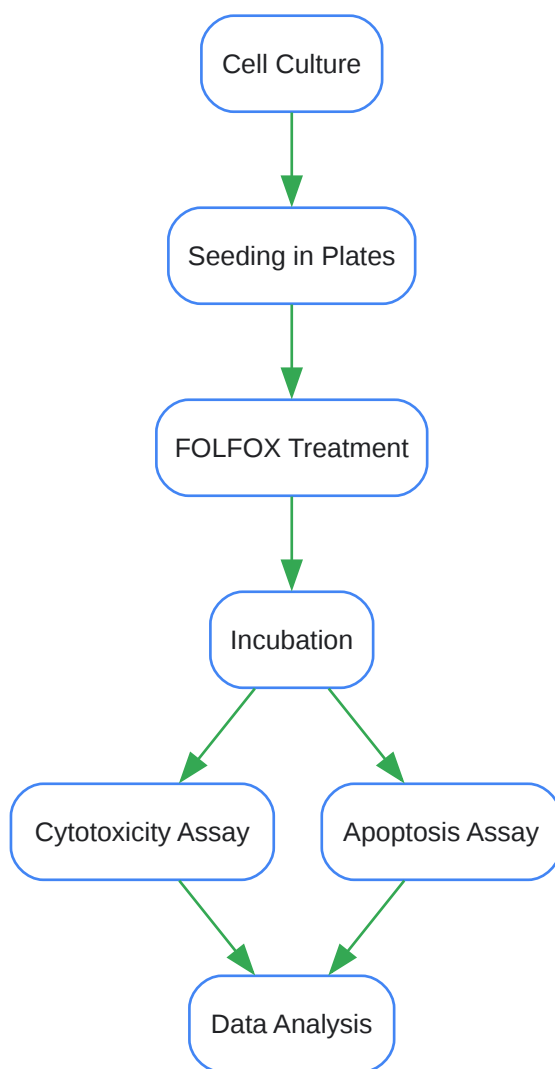 Cell Culture
Seeding in Plates
FOLFOX Treatment
Incubation
Cytotoxicity Assay
Apoptosis Assay
Data Analysis